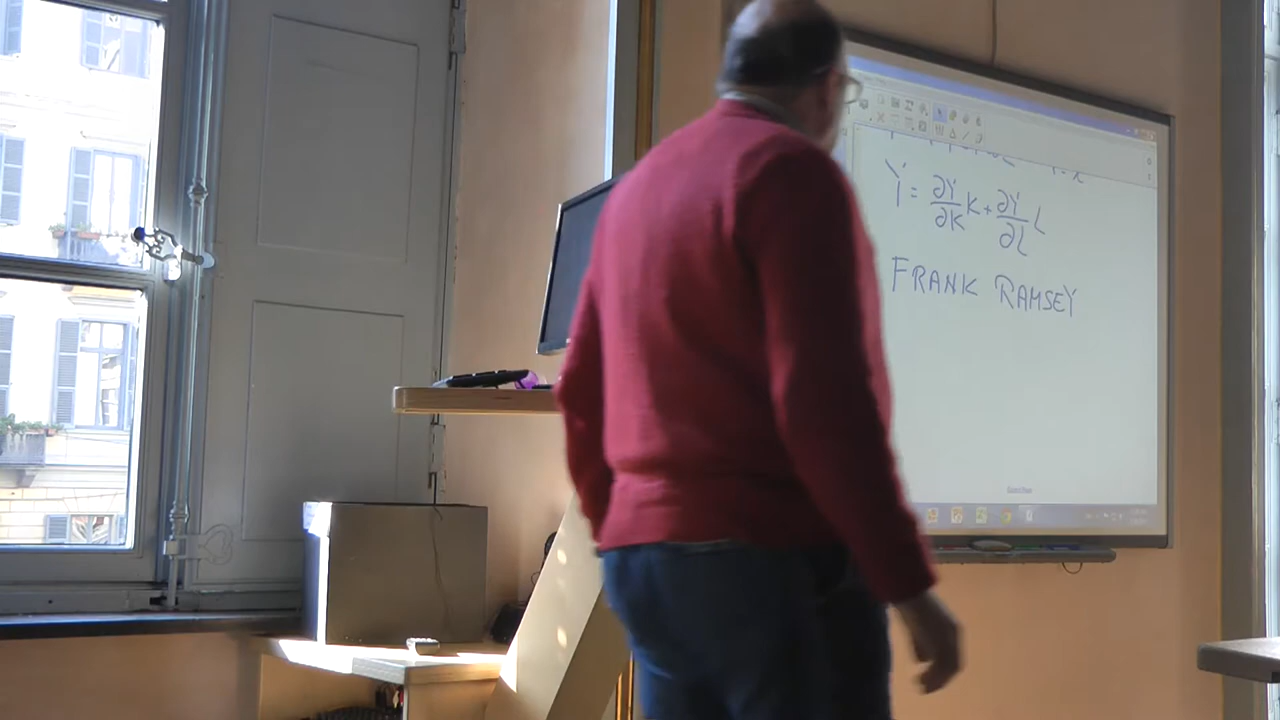 Y = ∂Y/∂K K + ∂Y/∂L L
FRANK RAMSEY